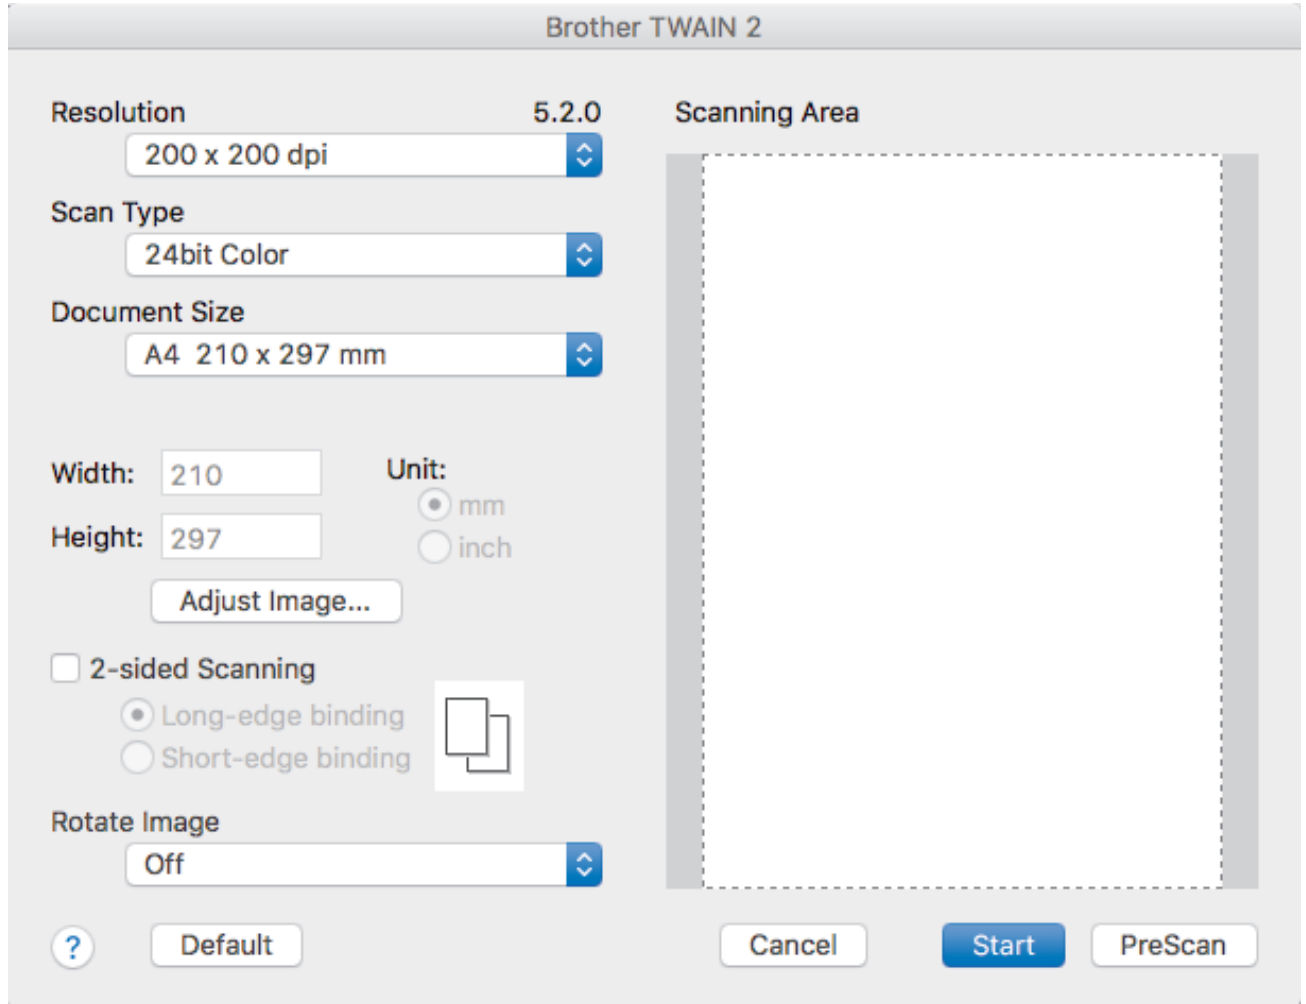 Brother TWAIN 2
Resolution 5.2.0
200 x 200 dpi
Scan Type
24bit Color
Document Size
A4 210 x 297 mm
Width: 210
Height: 297
Unit:
mm
inch
Adjust Image...
2-sided Scanning
Long-edge binding
Short-edge binding
Rotate Image
Off
? Default
Scanning Area
Cancel Start PreScan